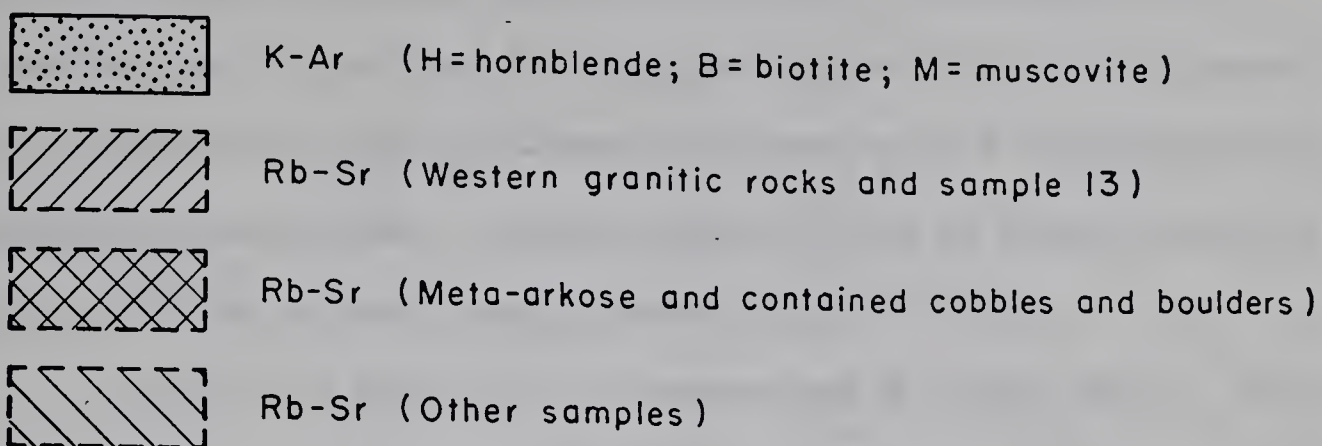 K-Ar (H=hornblende; B=biotite; M=muscovite)
Rb-Sr (Western granitic rocks and sample 13)
Rb-Sr (Meta-arkose and contained cobbles and boulders)
Rb-Sr (Other samples)